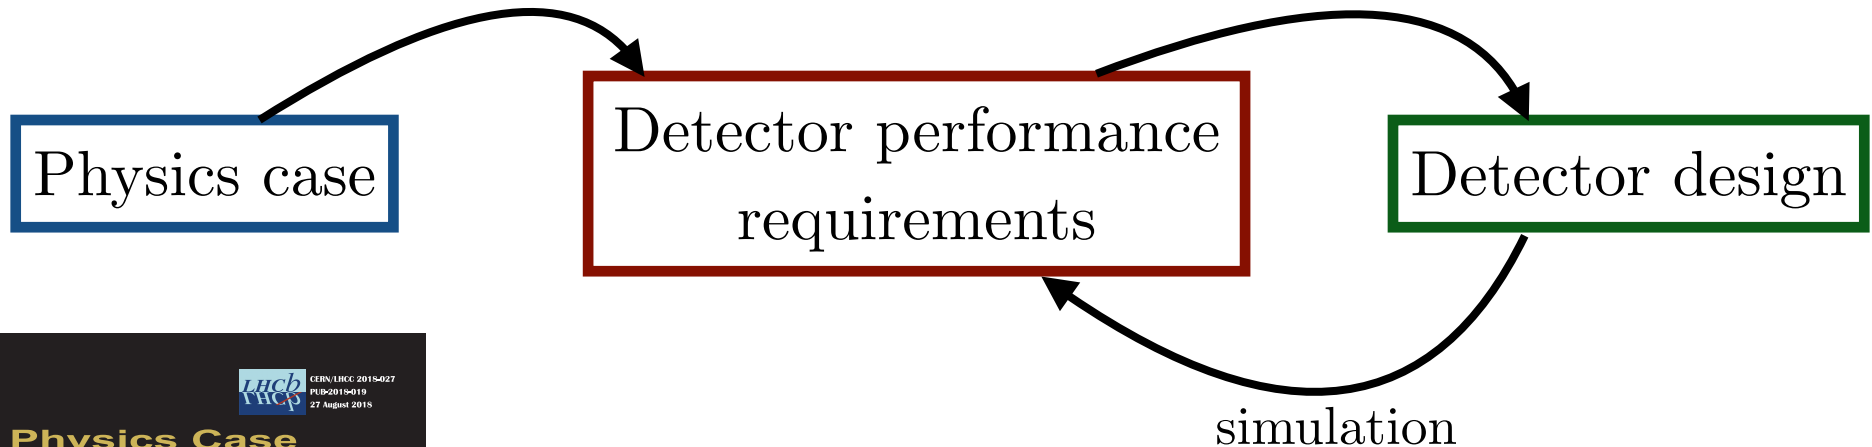 Physics case
Detector performance
requirements
Detector design
simulation
LHCb
LHCp
CERN/LHCC 2018-027
PUB-2018-019
27 August 2018
Physics Case